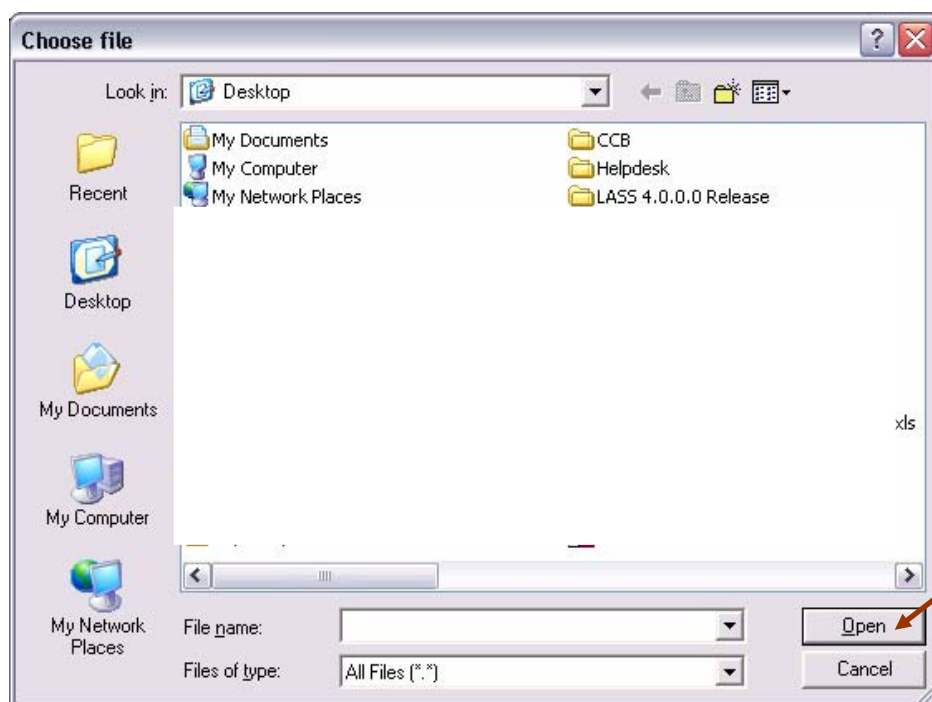 Choose file
Look in: Desktop
My Documents CCB
My Computer Helpdesk
My Network Places LASS 4.0.0.0 Release
Recent
Desktop
My Documents
xls
My Computer
My Network
Places
File name: Open
Files of type: All Files (*.*) Cancel